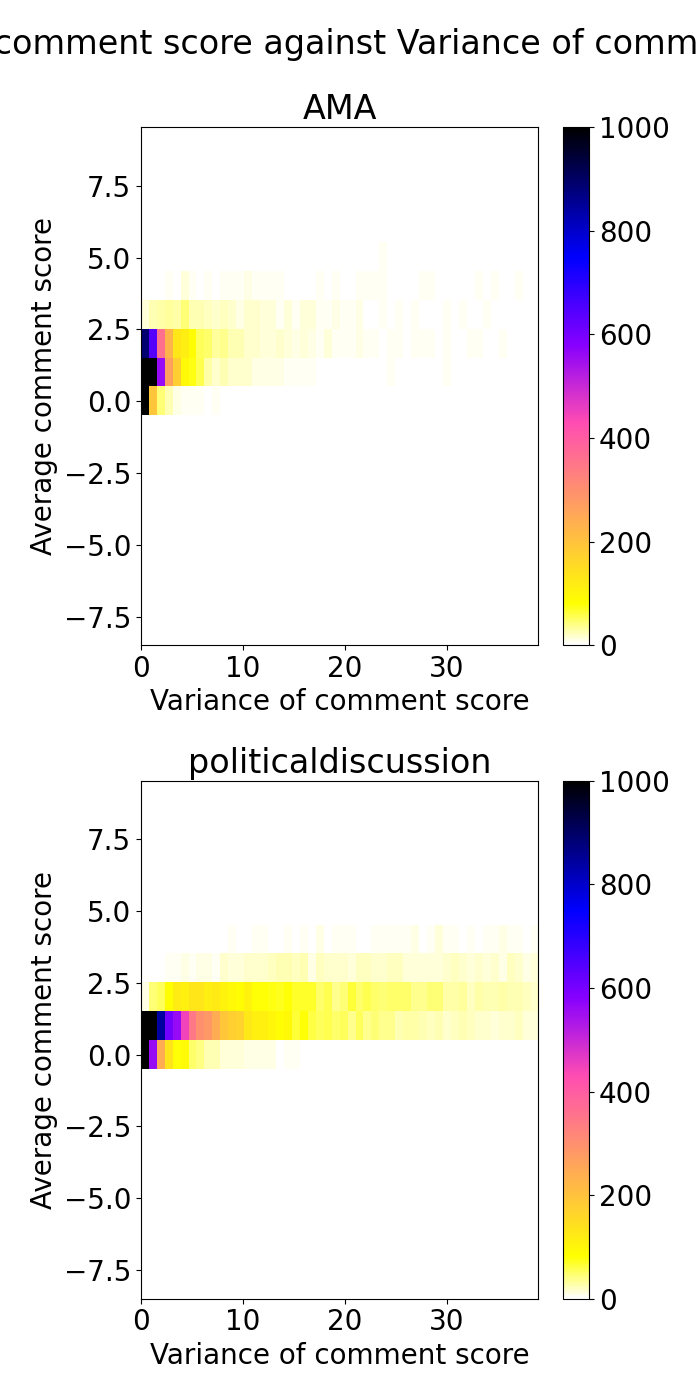 comment score against Variance of comm
AMA
1000
7.5
800
5.0
2.5
600
0.0
400
−2.5
−5.0
200
−7.5
0
0 10 20 30
Average comment score
Variance of comment score
politicaldiscussion
1000
7.5
800
5.0
2.5
600
0.0
400
−2.5
−5.0
200
−7.5
0
0 10 20 30
Average comment score
Variance of comment score